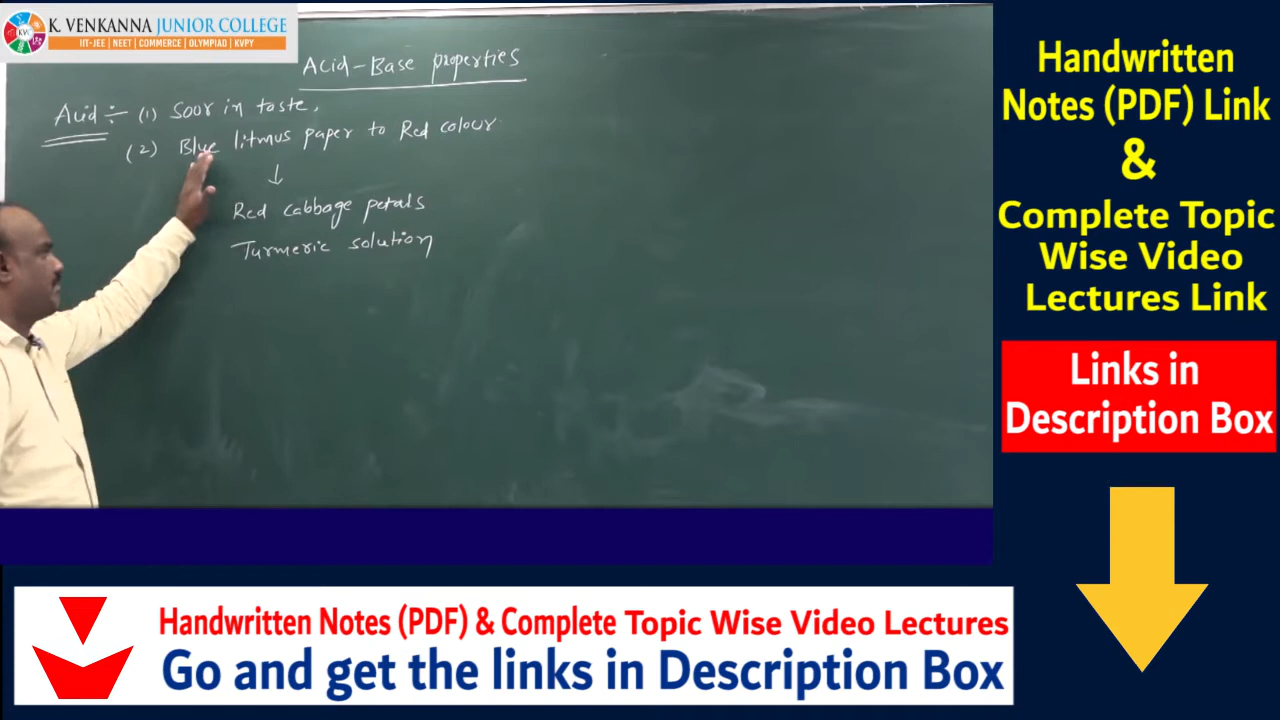 K. VENKANNA JUNIOR COLLEGE
IIT-JEE | NEET | COMMERCE | OLYMPIAD | KVPY
Acid-Base properties
Acid ÷ (1) Soor in taste.
(2) Blue litmus paper to Red colour
↓
Red cabbage petals
Turmeric solution
Handwritten
Notes (PDF) Link
&
Complete Topic
Wise Video
Lectures Link
Links in
Description Box
Handwritten Notes (PDF) & Complete Topic Wise Video Lectures
Go and get the links in Description Box